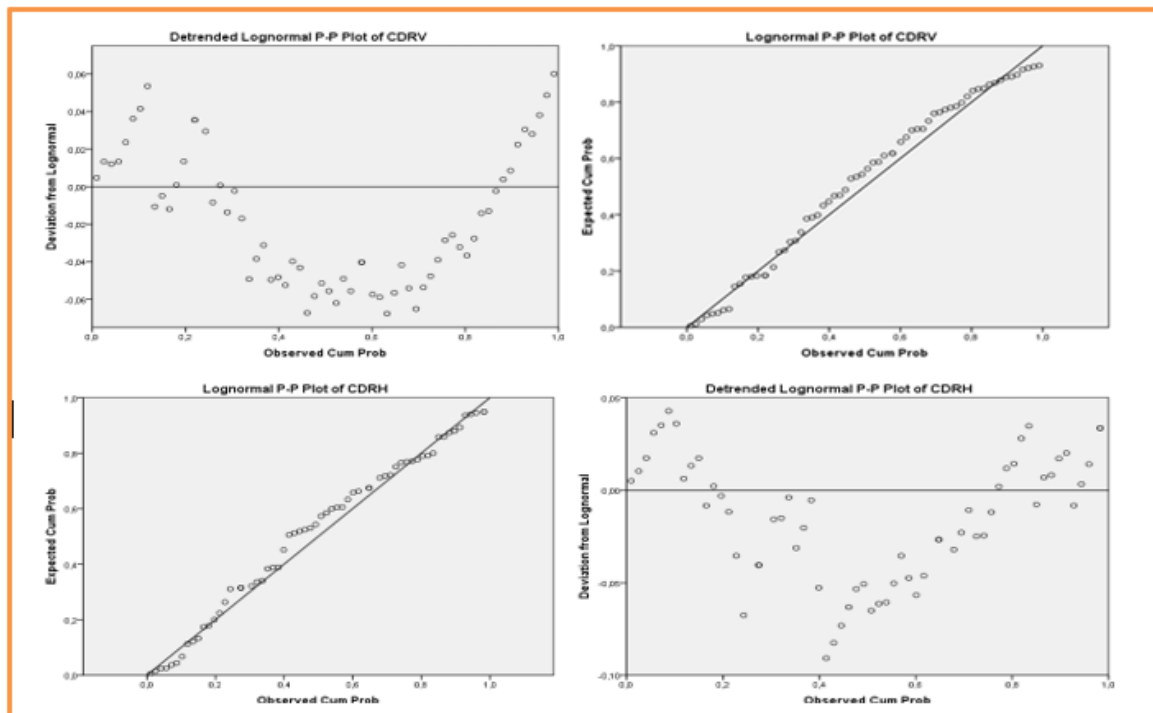 Detrended Lognormal P-P Plot of CDRV
Deviation from Lognormal
0,06
0,04
0,02
0,00
-0,02
-0,04
-0,06
0,0 0,2 0,4 0,6 0,8 1,0
Observed Cum Prob
Lognormal P-P Plot of CDRV
Expected Cum Prob
1,0
0,8
0,6
0,4
0,2
0,0
0,0 0,2 0,4 0,6 0,8 1,0
Observed Cum Prob
Lognormal P-P Plot of CDRH
Expected Cum Prob
1,0
0,8
0,6
0,4
0,2
0,0
0,0 0,2 0,4 0,6 0,8 1,0
Observed Cum Prob
Detrended Lognormal P-P Plot of CDRH
Deviation from Lognormal
0,05
0,00
-0,05
-0,10
0,0 0,2 0,4 0,6 0,8 1,0
Observed Cum Prob